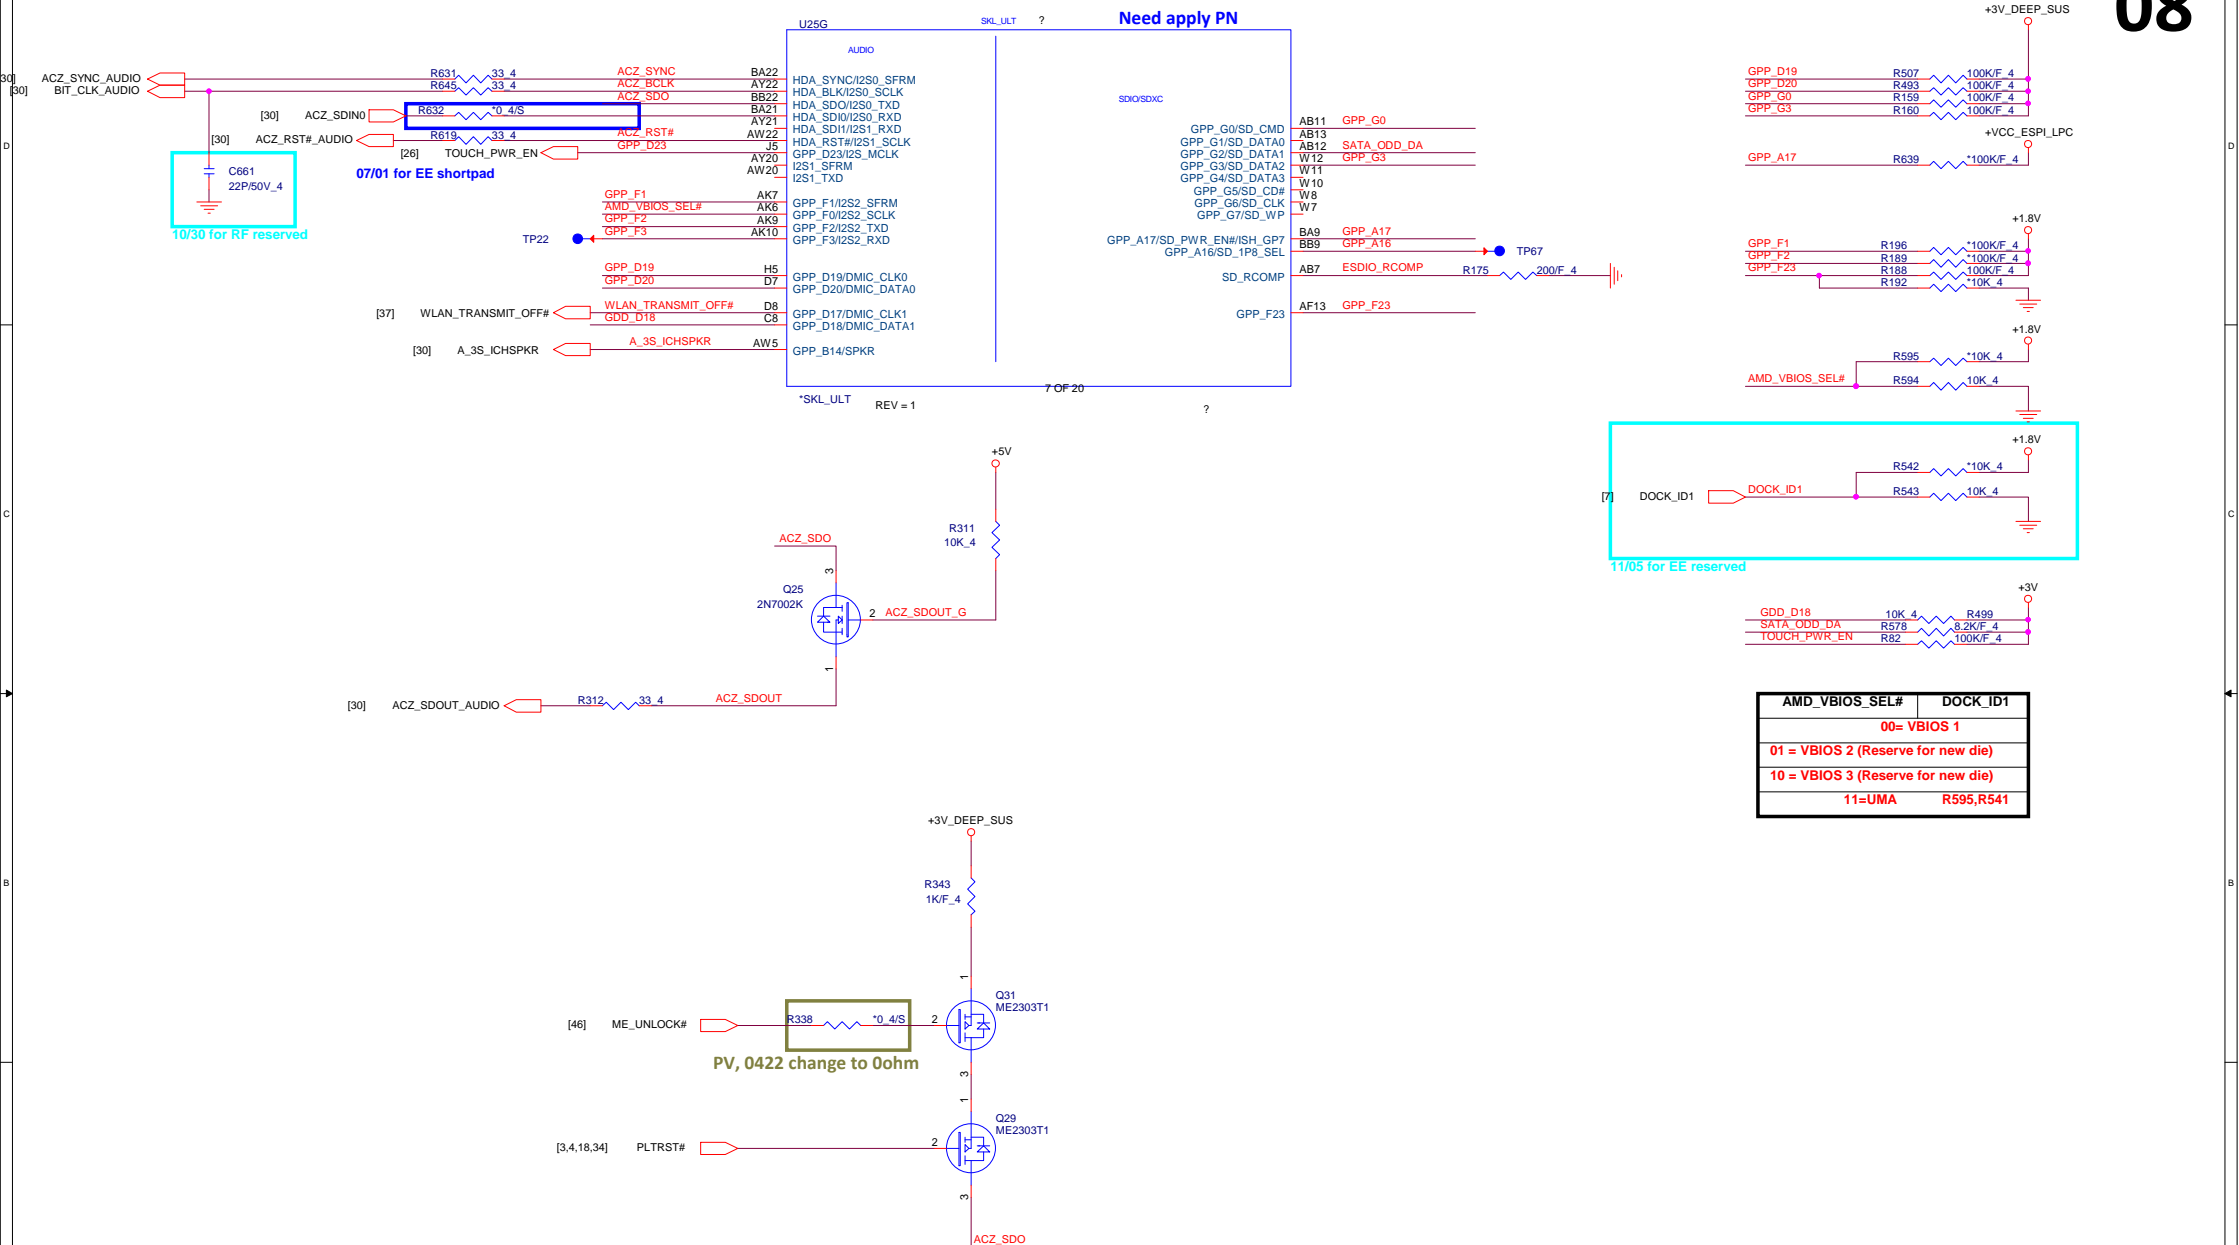 08
U25G
SKL_ULT
?
Need apply PN
AUDIO
SDIO/SDXC
30]
ACZ_SYNC_AUDIO
R631
33_4
ACZ_SYNC
BA22
HDA_SYNC/I2S0_SFRM
[30]
BIT_CLK_AUDIO
R645
33_4
ACZ_BCLK
AY22
HDA_BLK/I2S0_SCLK
ACZ_SDO
BB22
HDA_SDO/I2S0_TXD
[30]
ACZ_SDIN0
R632
*0_4/S
BA21
HDA_SDI0/I2S0_RXD
AY21
HDA_SDI1/I2S1_RXD
[30]
ACZ_RST#_AUDIO
R619
33_4
ACZ_RST#
AW22
HDA_RST#/I2S1_SCLK
[26]
TOUCH_PWR_EN
GPP_D23
J5
GPP_D23/I2S_MCLK
AY20
I2S1_SFRM
AW20
I2S1_TXD
07/01 for EE shortpad
C661
22P/50V_4
10/30 for RF reserved
GPP_F1
AK7
GPP_F1/I2S2_SFRM
AMD_VBIOS_SEL#
AK6
GPP_F0/I2S2_SCLK
GPP_F2
AK9
GPP_F2/I2S2_TXD
TP22
GPP_F3
AK10
GPP_F3/I2S2_RXD
GPP_D19
H5
GPP_D19/DMIC_CLK0
GPP_D20
D7
GPP_D20/DMIC_DATA0
[37]
WLAN_TRANSMIT_OFF#
WLAN_TRANSMIT_OFF#
D8
GPP_D17/DMIC_CLK1
GDD_D18
C8
GPP_D18/DMIC_DATA1
[30]
A_3S_ICHSPKR
A_3S_ICHSPKR
AW5
GPP_B14/SPKR
GPP_G0/SD_CMD
AB11
GPP_G0
GPP_G1/SD_DATA0
AB13
GPP_G2/SD_DATA1
AB12
SATA_ODD_DA
GPP_G3/SD_DATA2
W12
GPP_G3
GPP_G4/SD_DATA3
W11
GPP_G5/SD_CD#
W10
GPP_G6/SD_CLK
W8
GPP_G7/SD_WP
W7
GPP_A17/SD_PWR_EN#/ISH_GP7
BA9
GPP_A17
GPP_A16/SD_1P8_SEL
BB9
GPP_A16
TP67
SD_RCOMP
AB7
ESDIO_RCOMP
R175
200/F_4
GPP_F23
AF13
GPP_F23
7 OF 20
*SKL_ULT
REV = 1
?
+3V_DEEP_SUS
GPP_D19
R507
100K/F_4
GPP_D20
R493
100K/F_4
GPP_G0
R159
100K/F_4
GPP_G3
R160
100K/F_4
+VCC_ESPI_LPC
GPP_A17
R639
*100K/F_4
+1.8V
GPP_F1
R196
*100K/F_4
GPP_F2
R189
*100K/F_4
GPP_F23
R188
100K/F_4
R192
*10K_4
+1.8V
R595
*10K_4
AMD_VBIOS_SEL#
R594
10K_4
+1.8V
R542
*10K_4
[7]
DOCK_ID1
DOCK_ID1
R543
10K_4
11/05 for EE reserved
+3V
GDD_D18
10K_4
R499
SATA_ODD_DA
R578
8.2K/F_4
TOUCH_PWR_EN
R82
100K/F_4
AMD_VBIOS_SEL#
DOCK_ID1
00= VBIOS 1
01 = VBIOS 2 (Reserve for new die)
10 = VBIOS 3 (Reserve for new die)
11=UMA
R595,R541
+5V
R311
10K_4
ACZ_SDO
3
Q25
2N7002K
2
ACZ_SDOUT_G
1
[30]
ACZ_SDOUT_AUDIO
R312
33_4
ACZ_SDOUT
+3V_DEEP_SUS
R343
1K/F_4
1
Q31
ME2303T1
[46]
ME_UNLOCK#
R338
*0_4/S
2
PV, 0422 change to 0ohm
3
1
Q29
ME2303T1
[3,4,18,34]
PLTRST#
2
3
ACZ_SDO
D
C
B
D
C
B